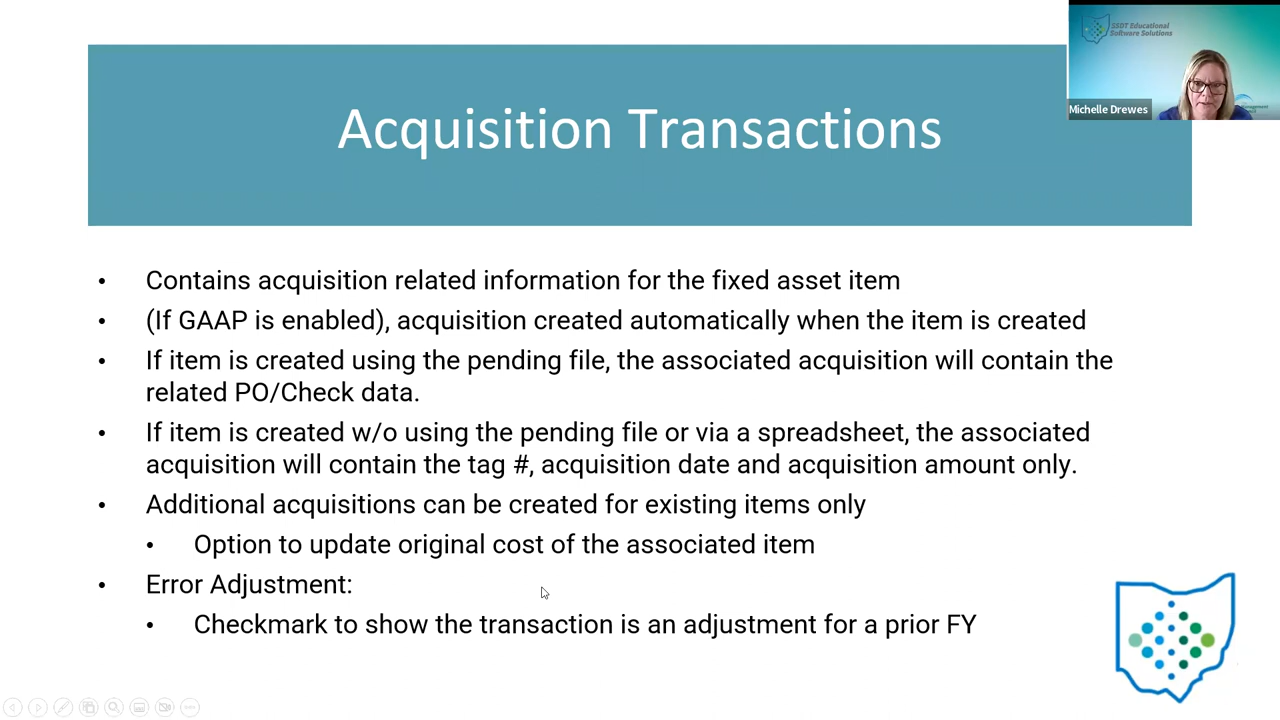 SSDT Educational
Software Solutions
Michelle Drewes
Acquisition Transactions
• Contains acquisition related information for the fixed asset item
• (If GAAP is enabled), acquisition created automatically when the item is created
• If item is created using the pending file, the associated acquisition will contain the
related PO/Check data.
• If item is created w/o using the pending file or via a spreadsheet, the associated
acquisition will contain the tag #, acquisition date and acquisition amount only.
• Additional acquisitions can be created for existing items only
• Option to update original cost of the associated item
• Error Adjustment:
• Checkmark to show the transaction is an adjustment for a prior FY